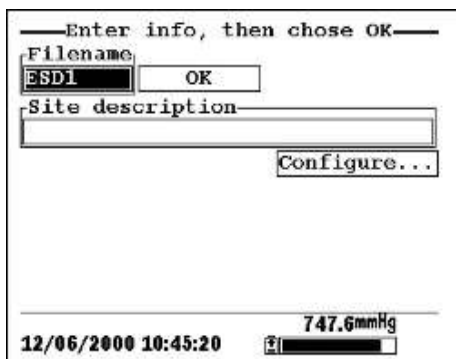 Enter info, then chose OK
Filename
ESD1 OK
Site description
Configure...
747.6mmHg
12/06/2000 10:45:20